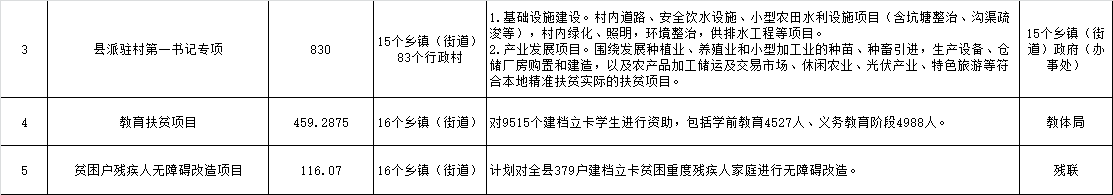 3
县派驻村第一书记专项
830
15个乡镇（街道）
83个行政村
1.基础设施建设。村内道路、安全饮水设施、小型农田水利设施项目（含坑塘整治、沟渠疏
浚等），村内绿化、照明，环境整治，供排水工程等项目。
2.产业发展项目。围绕发展种植业、养殖业和小型加工业的种苗、种畜引进，生产设备、仓
储厂房购置和建造，以及农产品加工储运及交易市场、休闲农业、光伏产业、特色旅游等符
合本地精准扶贫实际的扶贫项目。
15个乡镇（街
道）政府（办
事处）
4
教育扶贫项目
459.2875
16个乡镇（街道）
对9515个建档立卡学生进行资助，包括学前教育4527人、义务教育阶段4988人。
教体局
5
贫困户残疾人无障碍改造项目
116.07
16个乡镇（街道）
计划对全县379户建档立卡贫困重度残疾人家庭进行无障碍改造。
残联